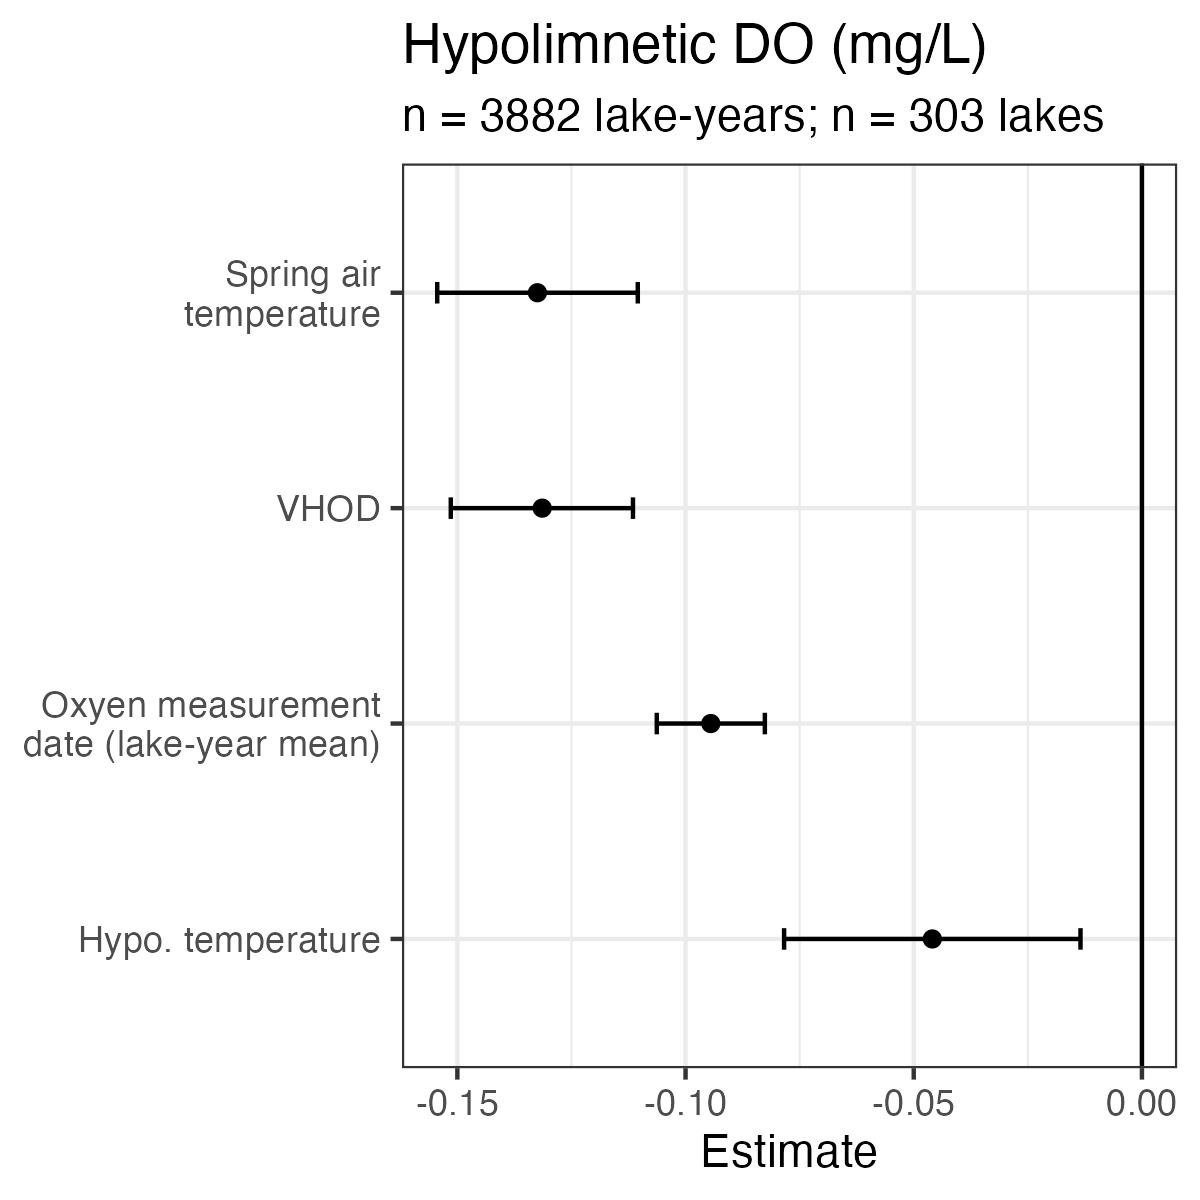 Hypolimnetic DO (mg/L)
n = 3882 lake-years; n = 303 lakes
Spring air
temperature
VHOD
Oxyen measurement
date (lake-year mean)
Hypo. temperature
-0.15 -0.10 -0.05 0.00
Estimate